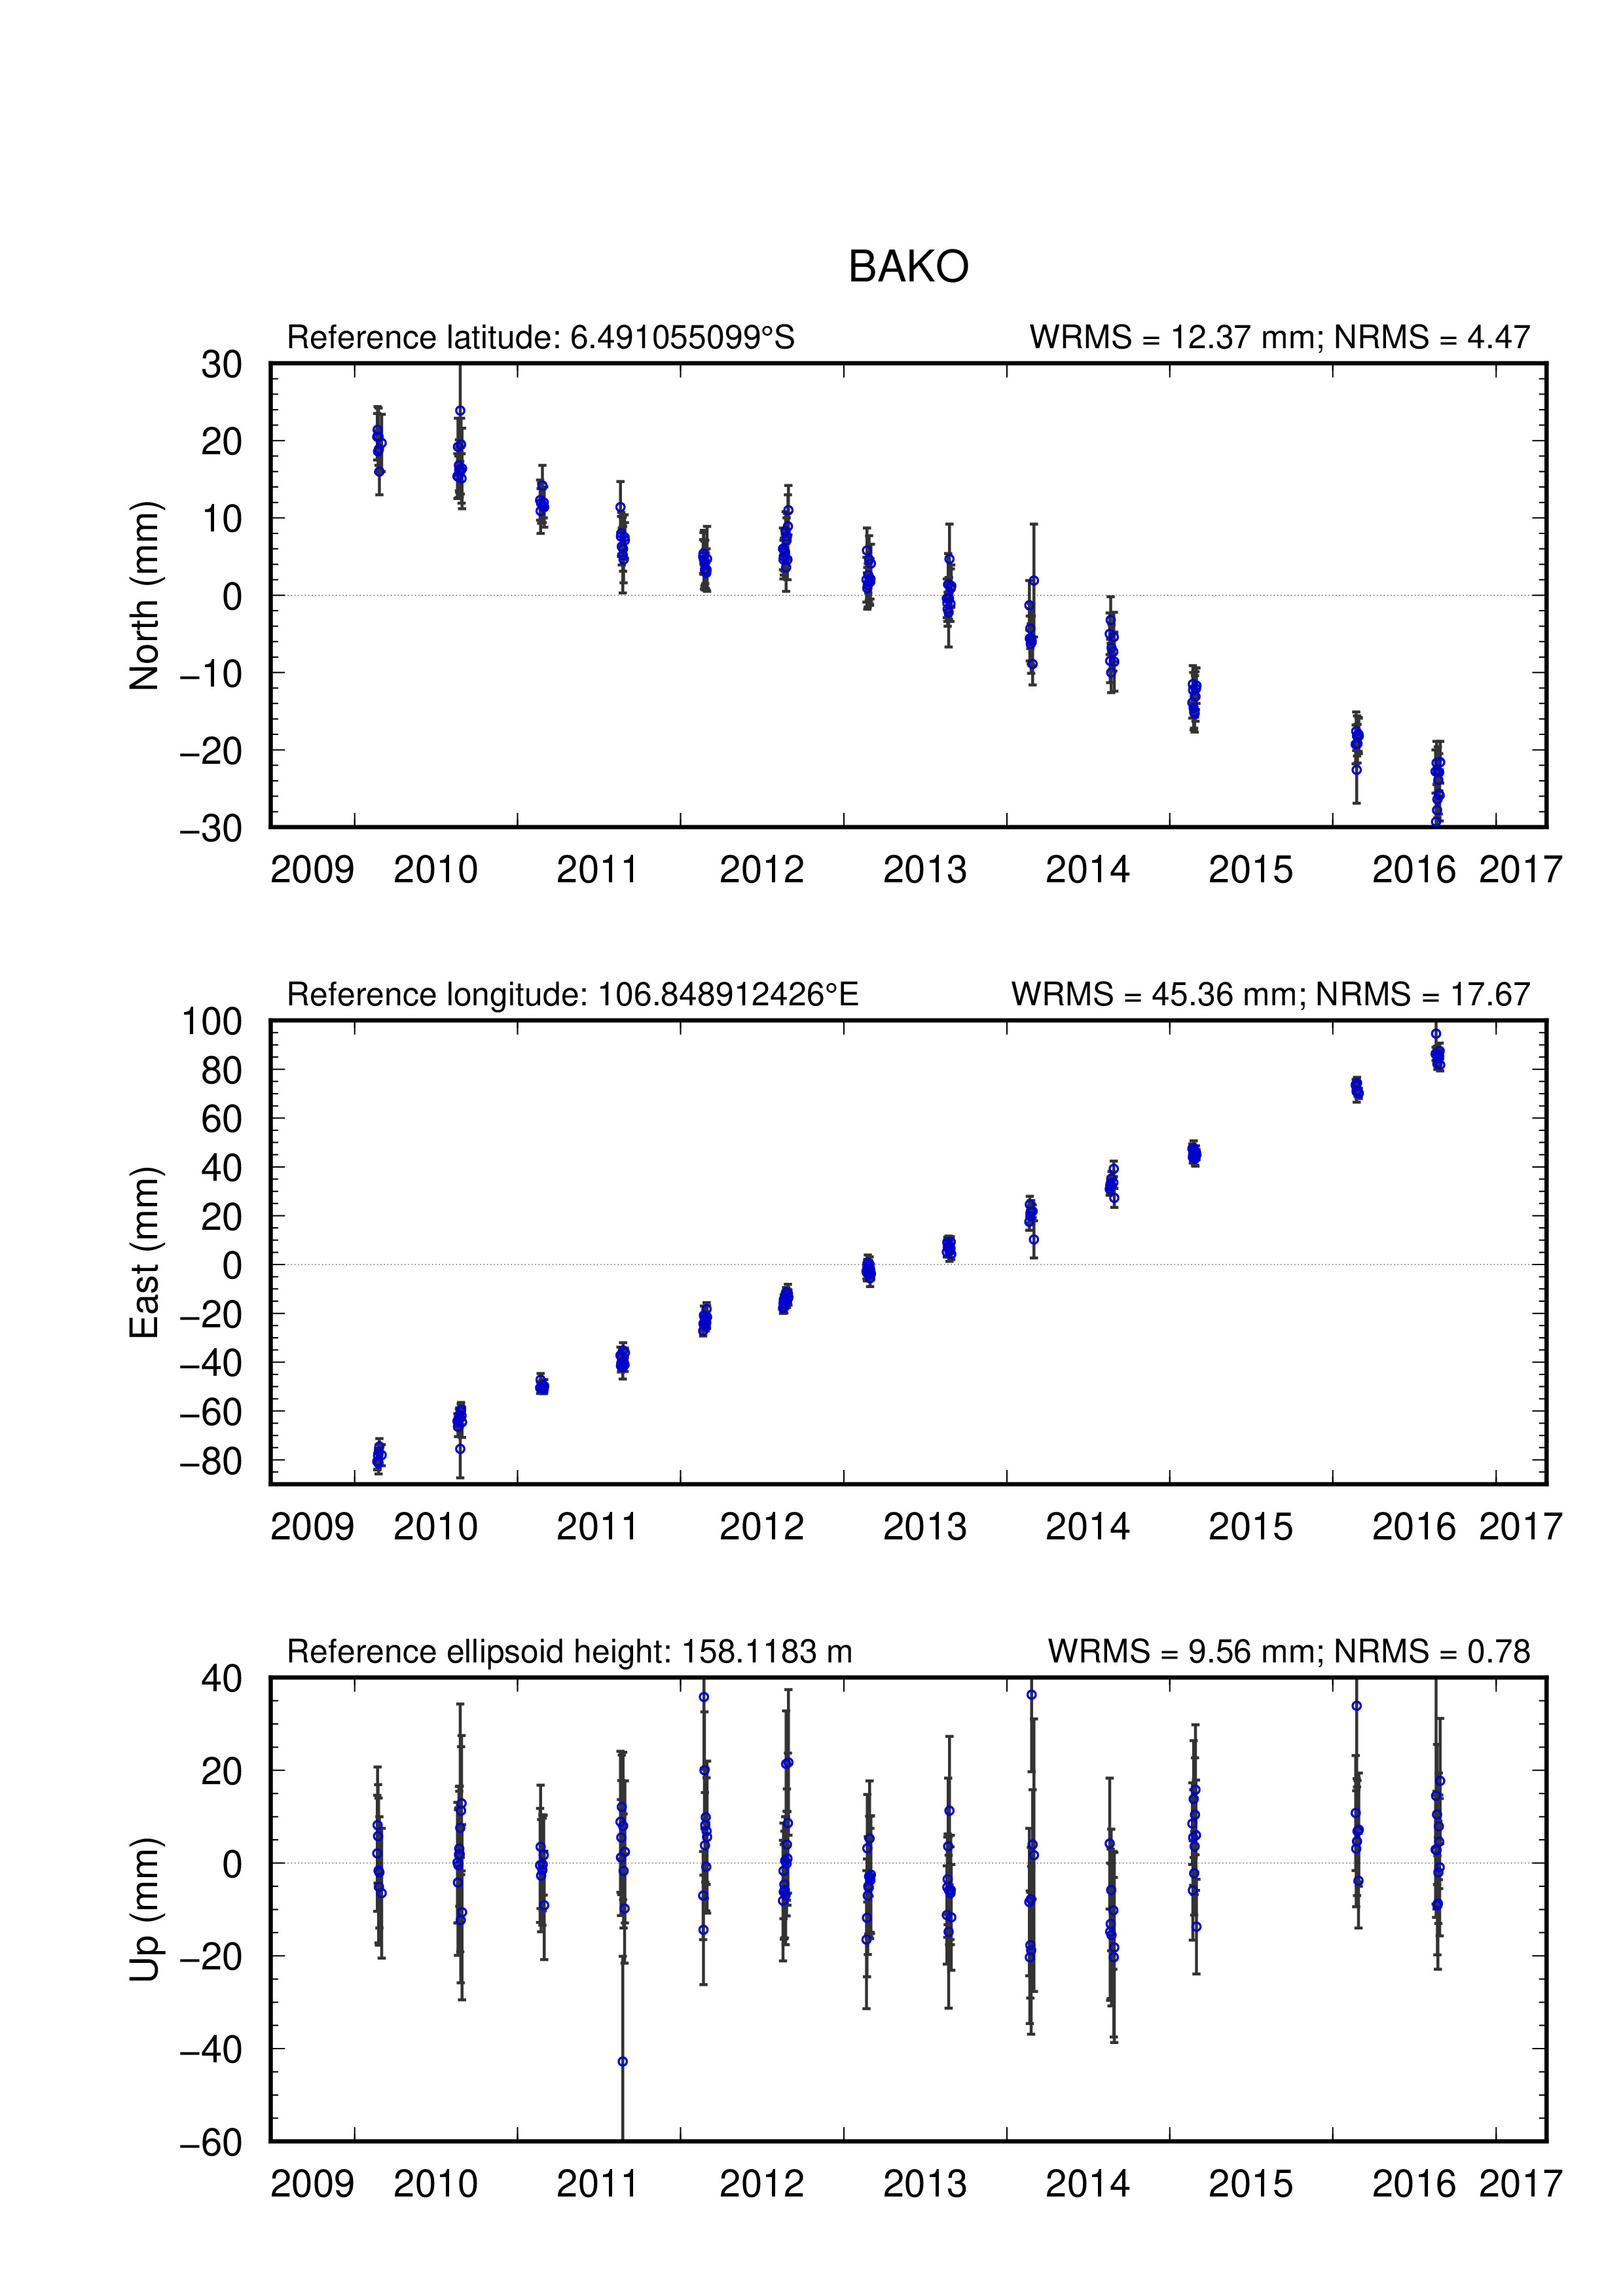 BAKO
Reference latitude: 6.491055099°S WRMS = 12.37 mm; NRMS = 4.47
30
20
10
0
−10
−20
−30
North (mm)
2009 2010 2011 2012 2013 2014 2015 2016 2017
Reference longitude: 106.848912426°E WRMS = 45.36 mm; NRMS = 17.67
100
80
60
40
20
0
−20
−40
−60
−80
East (mm)
2009 2010 2011 2012 2013 2014 2015 2016 2017
Reference ellipsoid height: 158.1183 m WRMS = 9.56 mm; NRMS = 0.78
40
20
0
−20
−40
−60
Up (mm)
2009 2010 2011 2012 2013 2014 2015 2016 2017